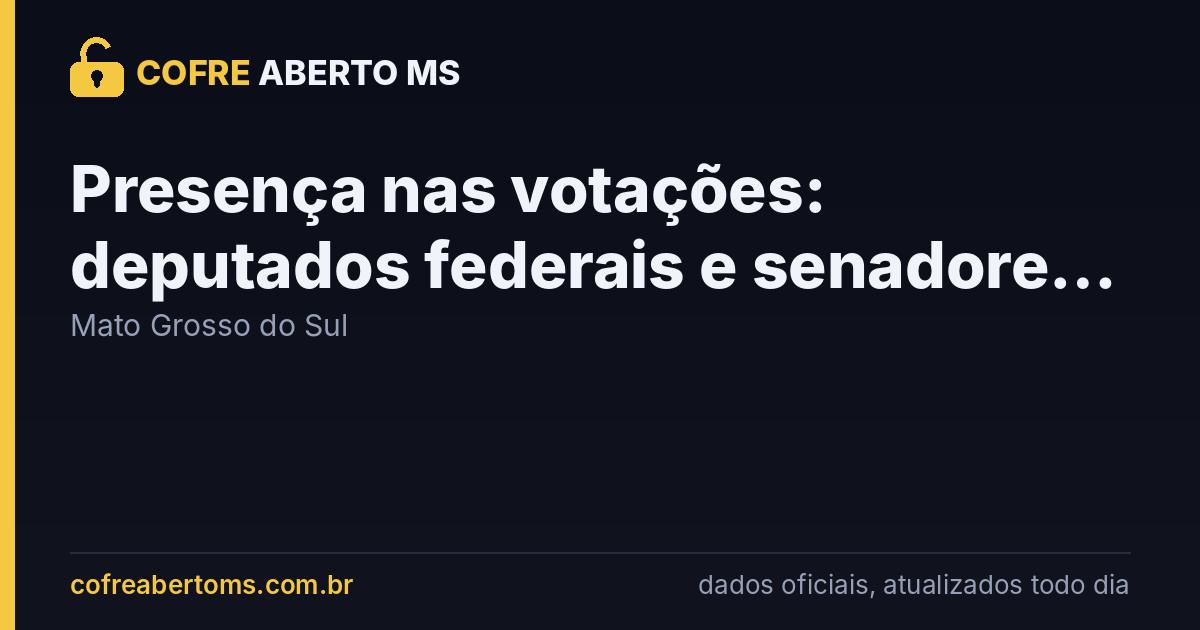 COFRE ABERTO MS
Presença nas votações:
deputados federais e senadore...
Mato Grosso do Sul
cofreabertoms.com.br
dados oficiais, atualizados todo dia